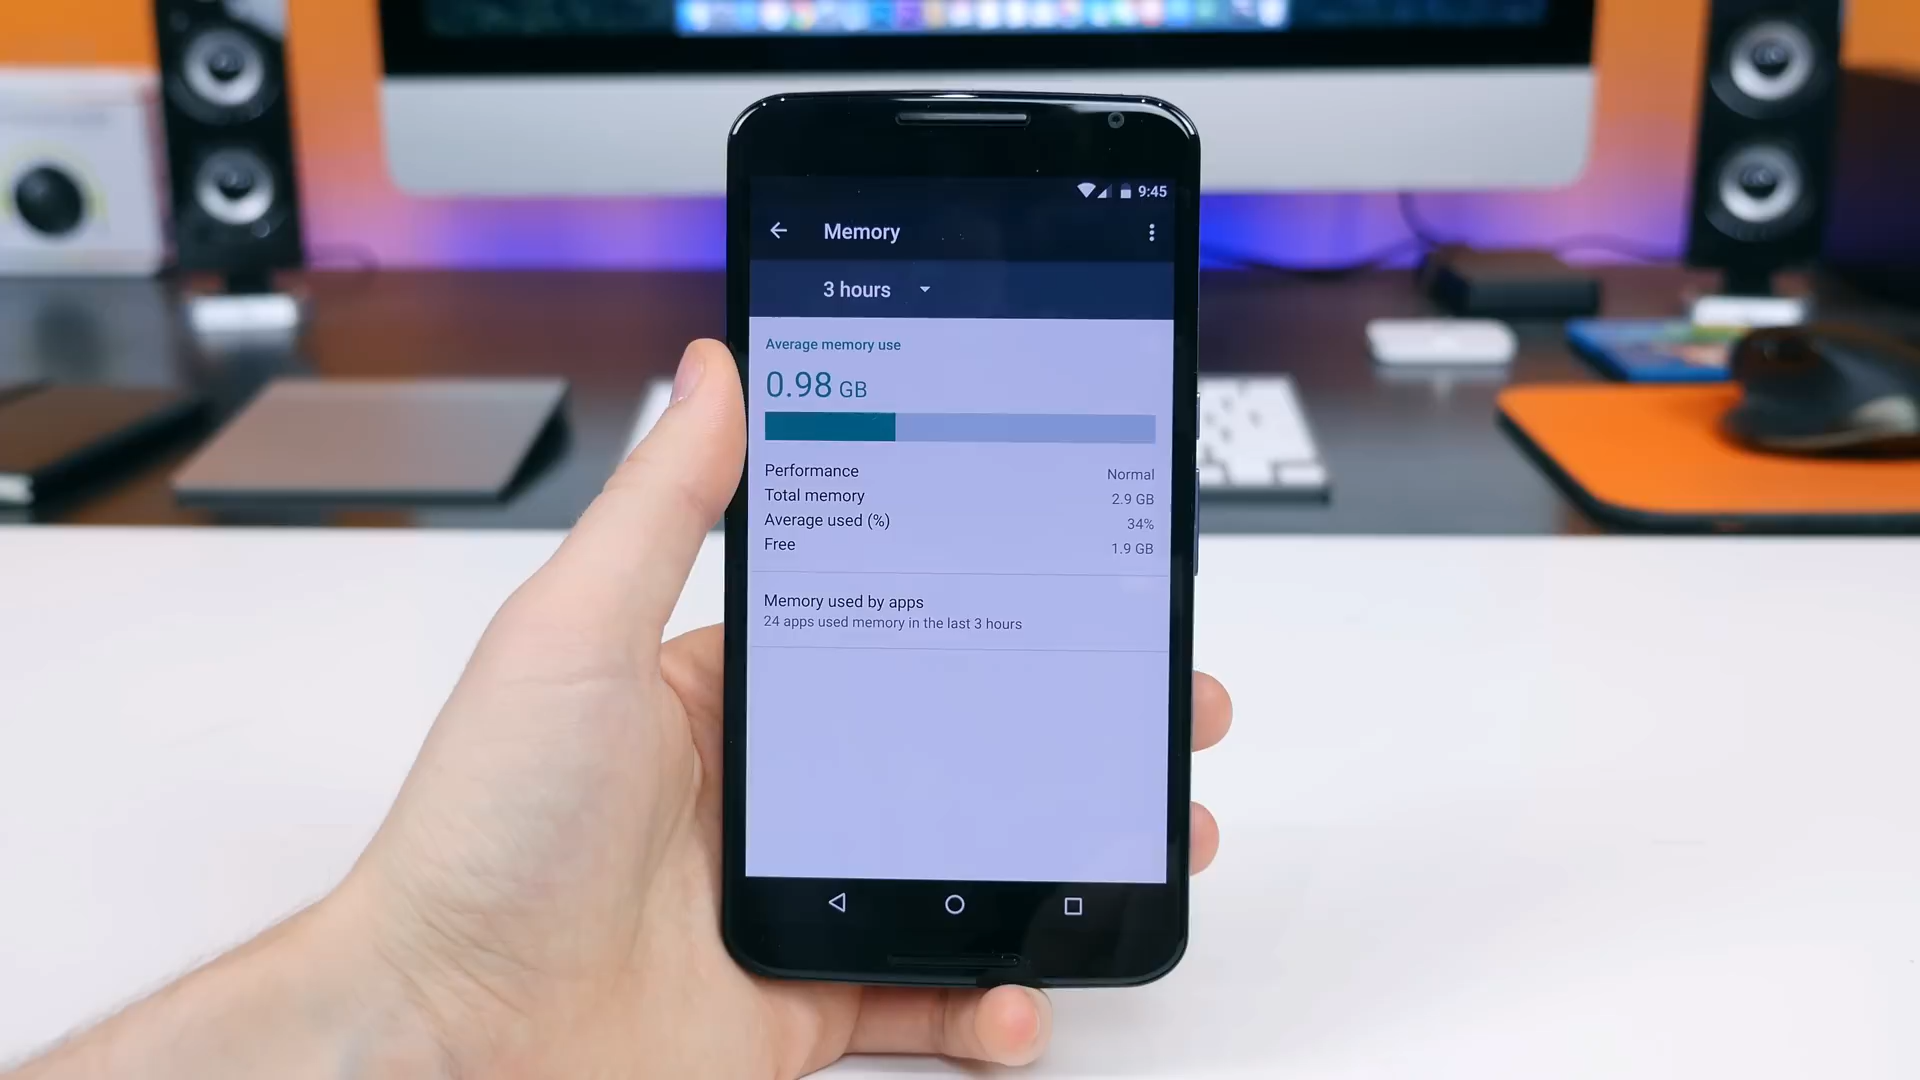 9:45
Memory
3 hours
Average memory use
0.98 GB
Performance Normal
Total memory 2.9 GB
Average used (%) 34%
Free 1.9 GB
Memory used by apps
24 apps used memory in the last 3 hours